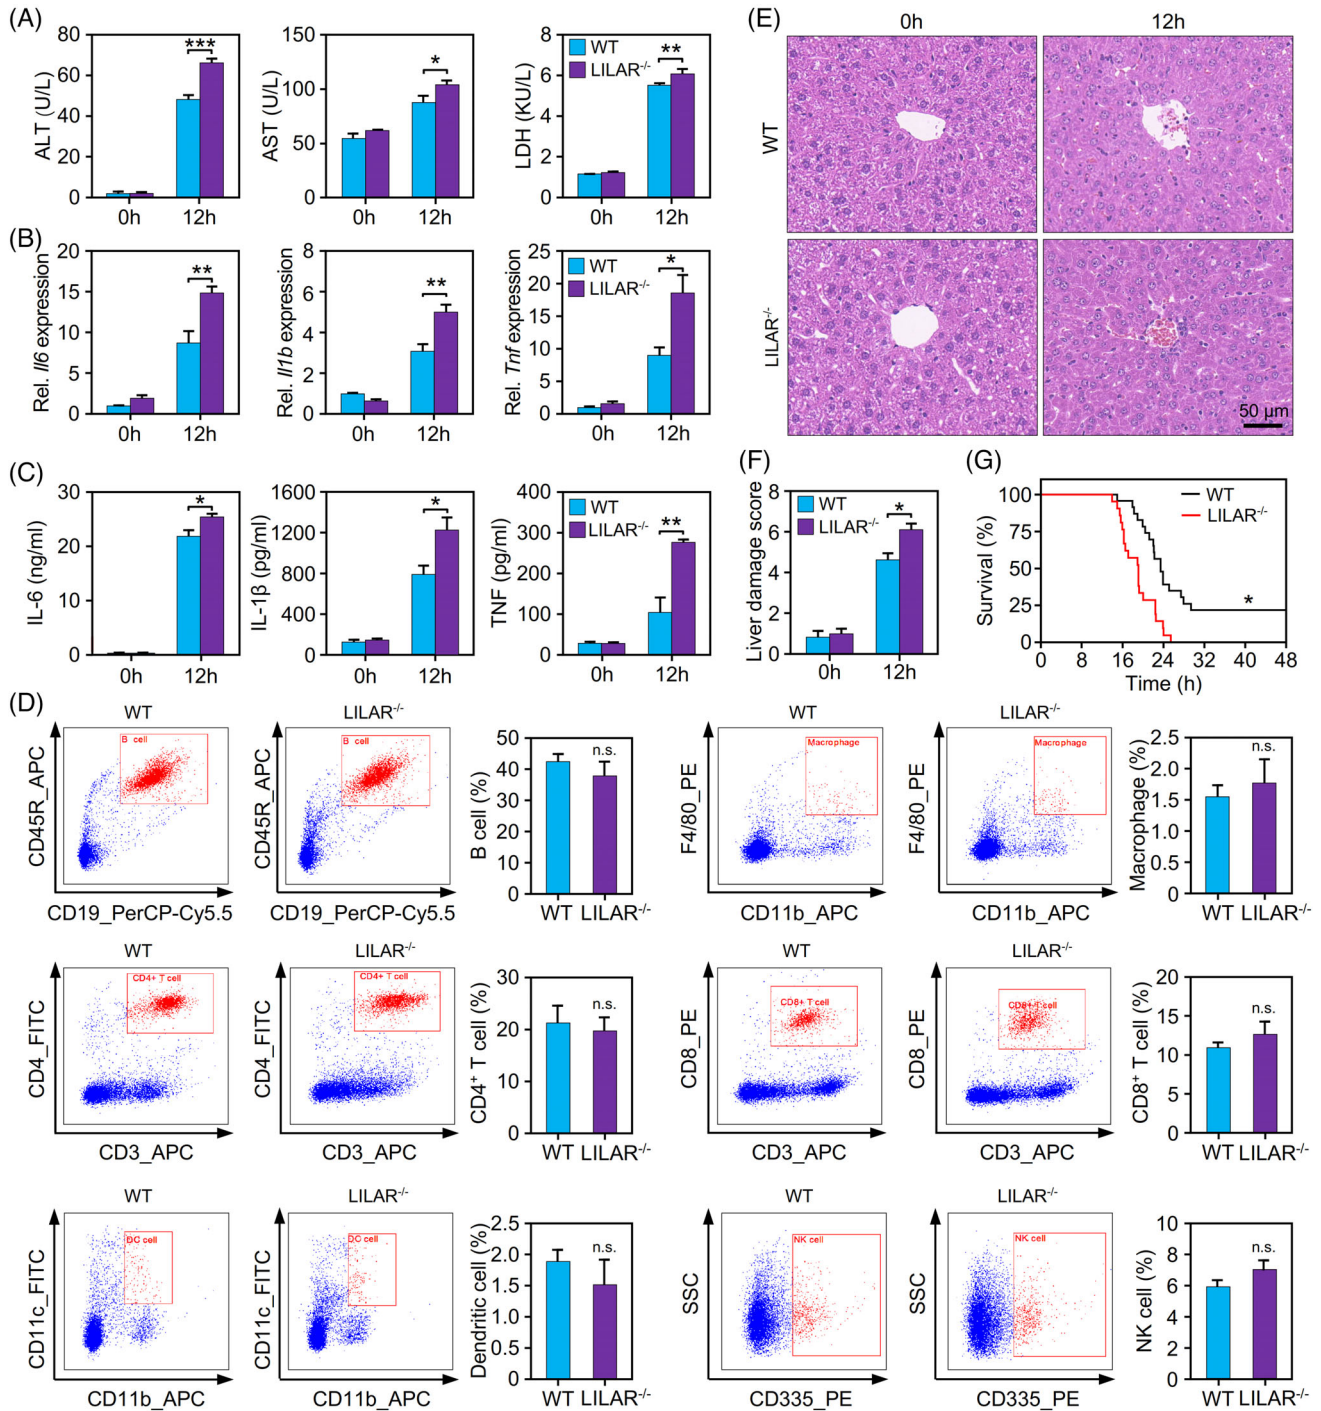 (A)
80
60
40
20
0
ALT (U/L)
***
0h 12h
150
100
50
0
AST (U/L)
*
0h 12h
8
6
4
2
0
LDH (KU/L)
WT
LILAR-/-
**
0h 12h
(B)
20
15
10
5
0
Rel. Il6 expression
**
0h 12h
8
6
4
2
0
Rel. Il1b expression
**
0h 12h
25
20
15
10
5
0
Rel. Tnf expression
WT
LILAR-/-
*
0h 12h
(C)
30
20
10
0
IL-6 (ng/ml)
*
0h 12h
1600
1200
800
400
0
IL-1β (pg/ml)
*
0h 12h
400
300
200
100
0
TNF (pg/ml)
WT
LILAR-/-
**
0h 12h
(E)
0h 12h
WT
LILAR-/-
50 µm
(F)
8
6
4
2
0
Liver damage score
WT
LILAR-/-
*
0h 12h
(G)
100
75
50
25
0
Survival (%)
WT
LILAR-/-
*
0 8 16 24 32 40 48
Time (h)
(D)
WT
B cell
CD45R_APC
CD19_PerCP-Cy5.5
LILAR-/-
B cell
CD45R_APC
CD19_PerCP-Cy5.5
50
40
30
20
10
0
B cell (%)
n.s.
WT LILAR-/-
WT
Macrophage
F4/80_PE
CD11b_APC
LILAR-/-
Macrophage
F4/80_PE
CD11b_APC
2.5
2.0
1.5
1.0
0.5
0
Macrophage (%)
n.s.
WT LILAR-/-
WT
CD4+ T cell
CD4_FITC
CD3_APC
LILAR-/-
CD4+ T cell
CD4_FITC
CD3_APC
30
20
10
0
CD4+ T cell (%)
n.s.
WT LILAR-/-
WT
CD8+ T cell
CD8_PE
CD3_APC
LILAR-/-
CD8+ T cell
CD8_PE
CD3_APC
20
15
10
5
0
CD8+ T cell (%)
n.s.
WT LILAR-/-
WT
DC cell
CD11c_FITC
CD11b_APC
LILAR-/-
DC cell
CD11c_FITC
CD11b_APC
2.5
2.0
1.5
1.0
0.5
0
Dendritic cell (%)
n.s.
WT LILAR-/-
WT
NK cell
SSC
CD335_PE
LILAR-/-
NK cell
SSC
CD335_PE
10
8
6
4
2
0
NK cell (%)
n.s.
WT LILAR-/-